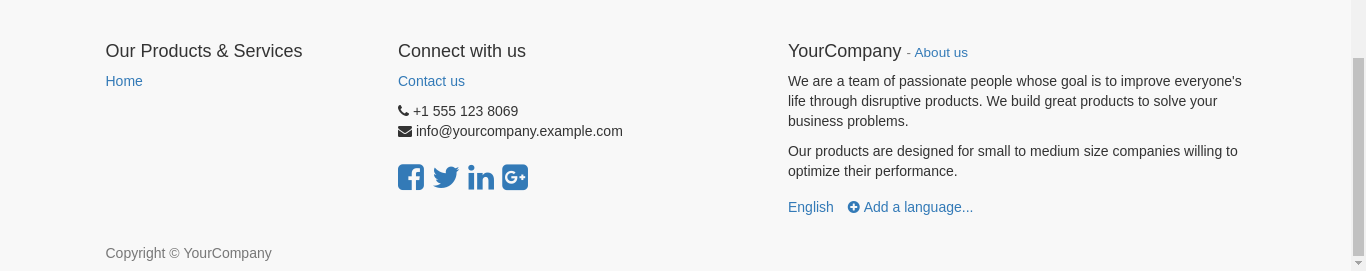 Our Products & Services
Home
Connect with us
Contact us
+1 555 123 8069
info@yourcompany.example.com
YourCompany - About us
We are a team of passionate people whose goal is to improve everyone's
life through disruptive products. We build great products to solve your
business problems.
Our products are designed for small to medium size companies willing to
optimize their performance.
English Add a language...
Copyright © YourCompany